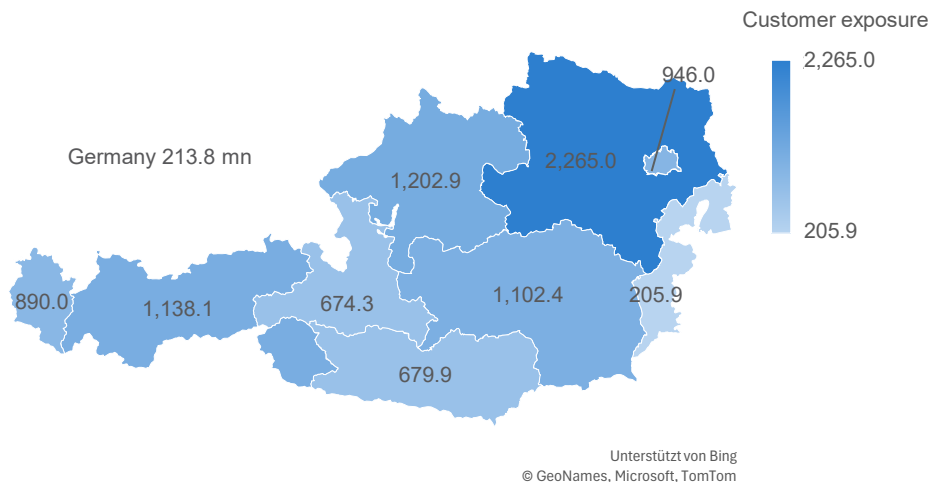 Customer exposure
2,265.0
946.0
Germany 213.8 mn
2,265.0
1,202.9
205.9
890.0
1,138.1
674.3
1,102.4
205.9
679.9
Unterstützt von Bing
© GeoNames, Microsoft, TomTom